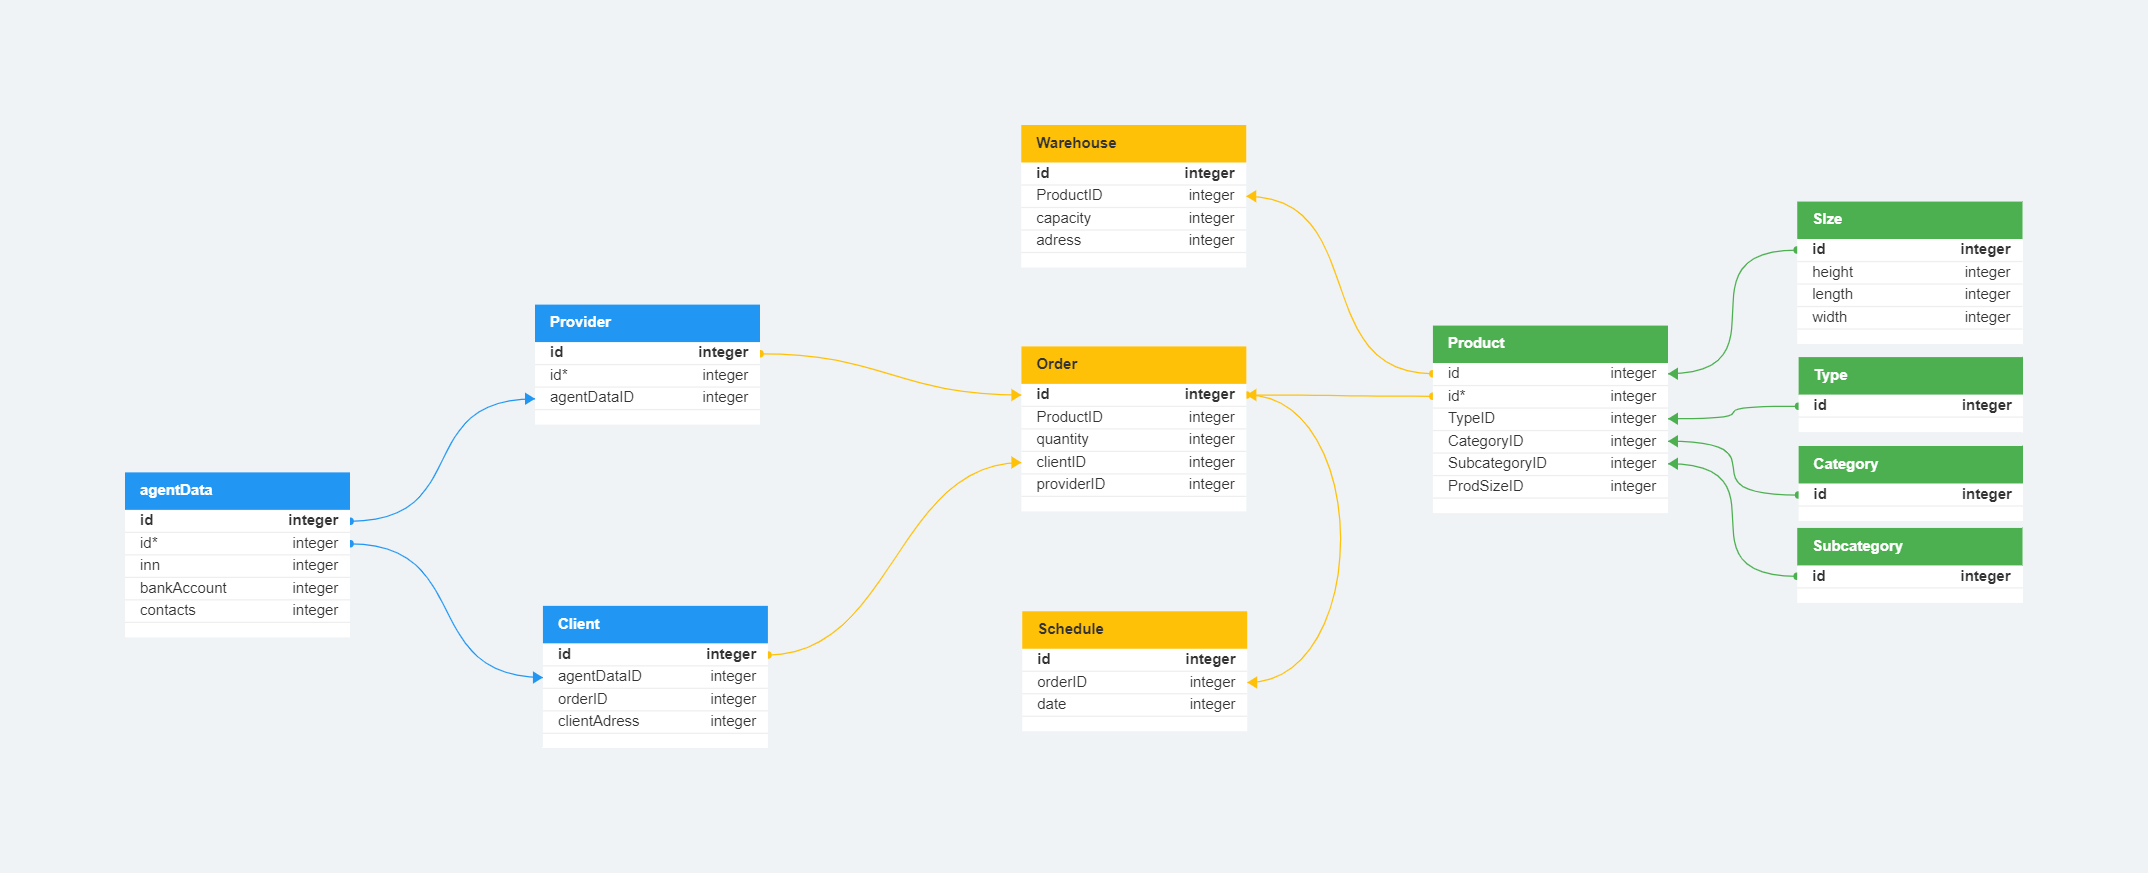 agentData
id integer
id* integer
inn integer
bankAccount integer
contacts integer
Provider
id integer
id* integer
agentDataID integer
Client
id integer
agentDataID integer
orderID integer
clientAdress integer
Warehouse
id integer
ProductID integer
capacity integer
adress integer
Order
id integer
ProductID integer
quantity integer
clientID integer
providerID integer
Schedule
id integer
orderID integer
date integer
Product
id integer
id* integer
TypeID integer
CategoryID integer
SubcategoryID integer
ProdSizeID integer
SIze
id integer
height integer
length integer
width integer
Type
id integer
Category
id integer
Subcategory
id integer